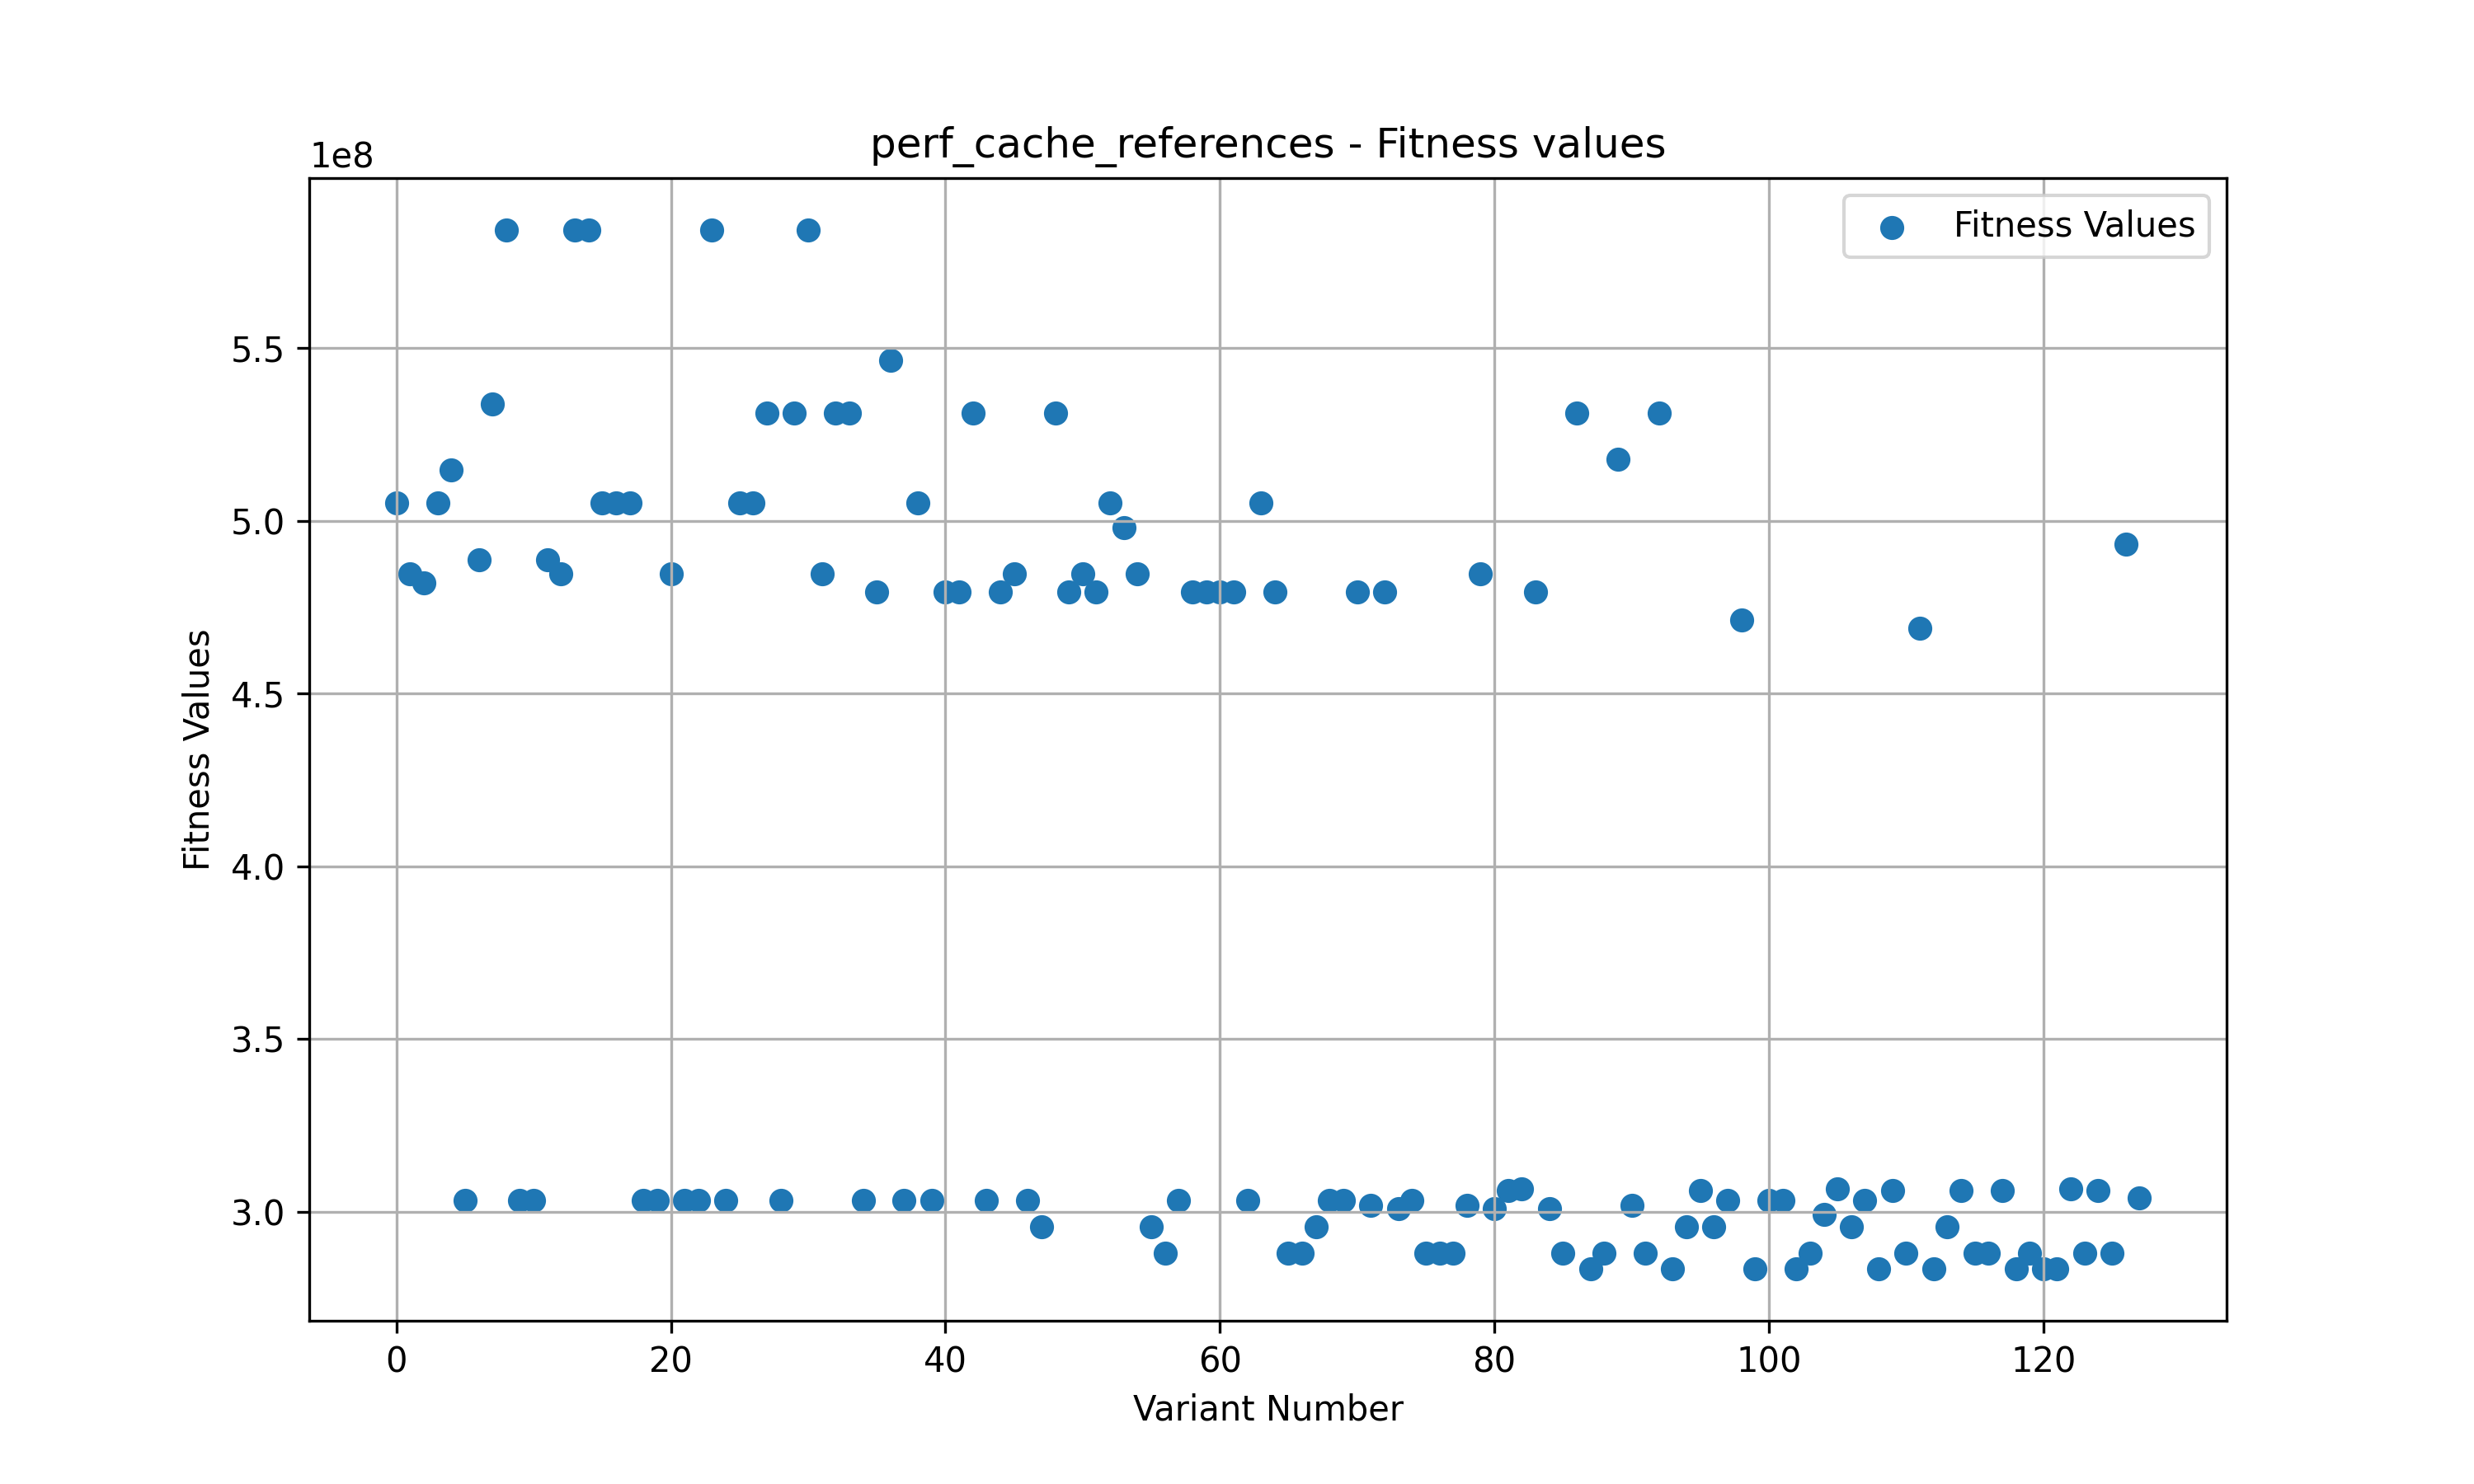 perf_cache_references - Fitness values
1e8
Fitness Values
5.5
5.0
4.5
4.0
3.5
3.0
Fitness Values
0 20 40 60 80 100 120
Variant Number